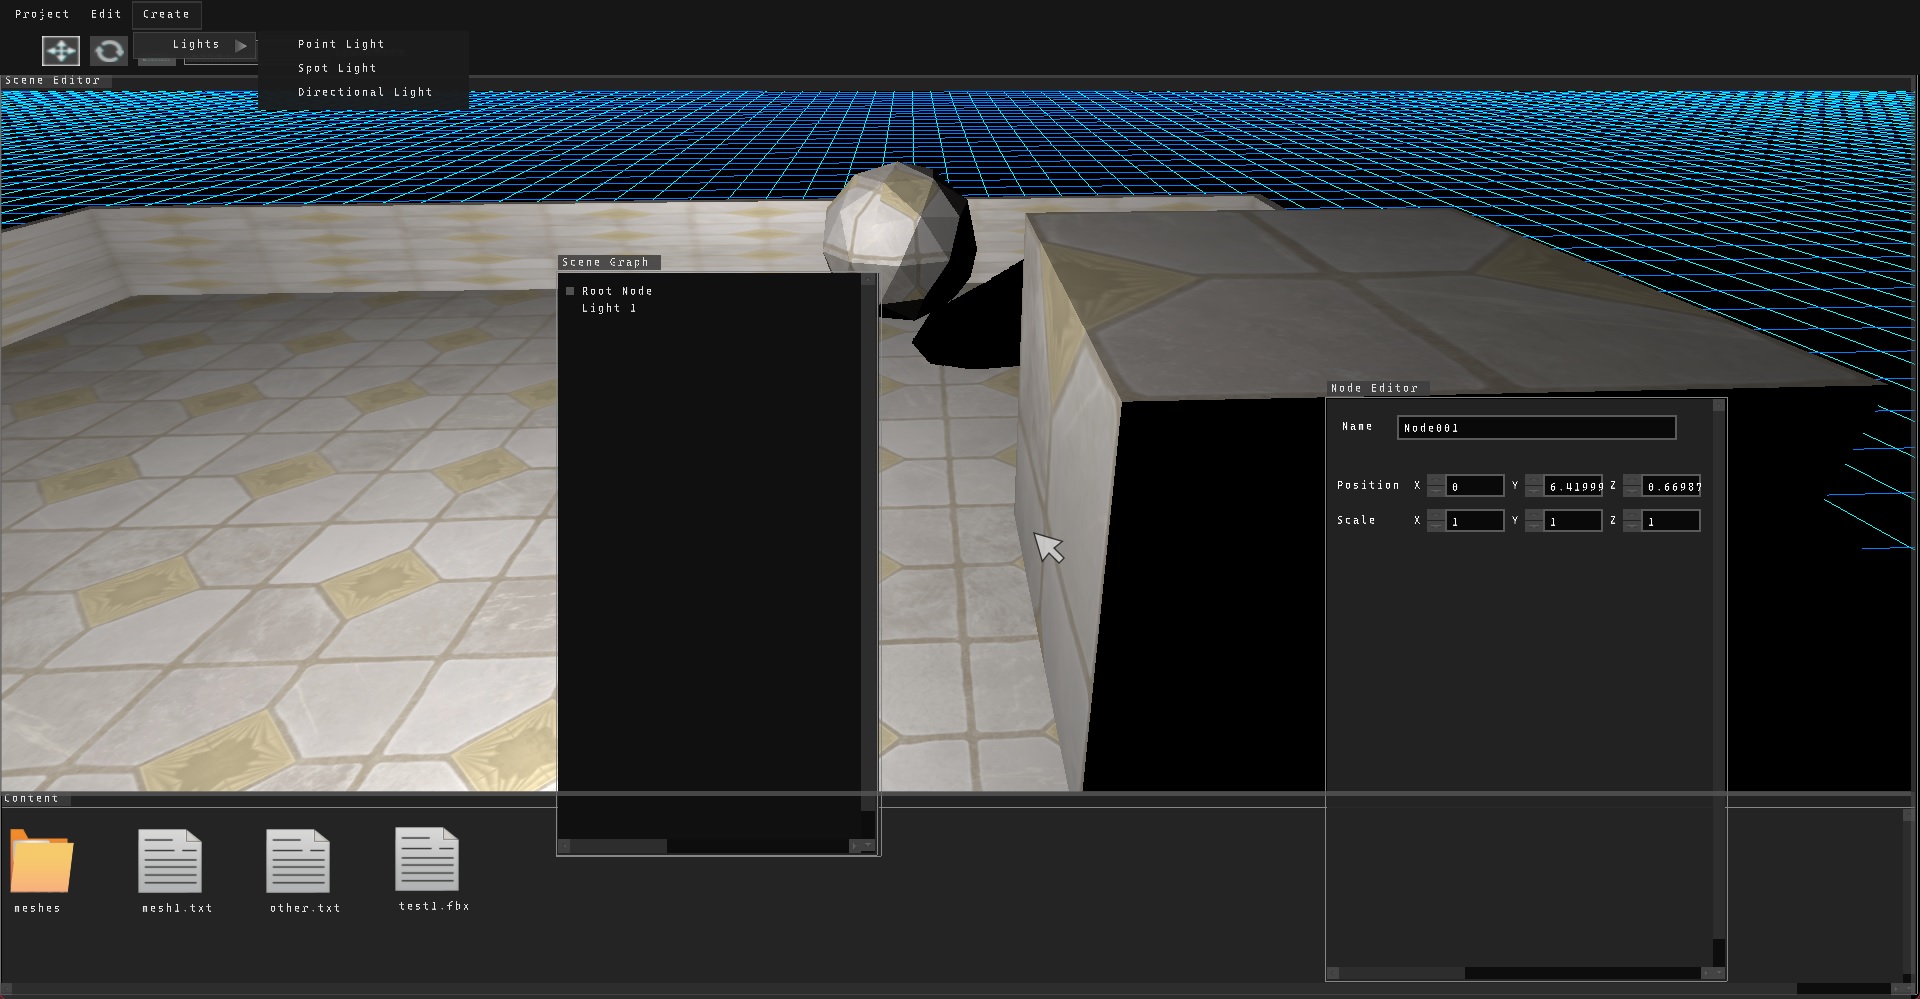 Project Edit Create
Lights
Point Light
Spot Light
Directional Light
Scene Editor
Scene Graph
Root Node
Light 1
Node Editor
Name Node001
Position X 0 Y 6.41999 Z 0.66987
Scale X 1 Y 1 Z 1
Content
meshes
mesh1.txt
other.txt
test1.fbx